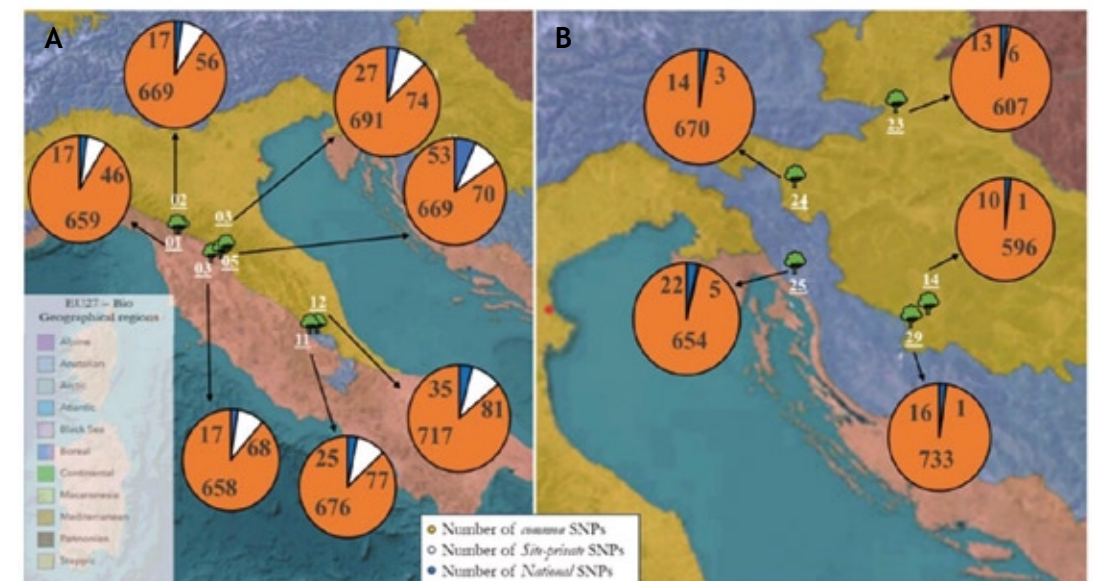 A
B
17
56
669
27
74
691
17
46
659
53
70
669
02
01
03
03
05
12
11
17
68
658
25
77
676
35
81
717
EU27 – Bio
Geographical regions
Alpine
Anatolian
Arctic
Atlantic
Black Sea
Boreal
Continental
Macaronesia
Mediterranean
Pannonian
Steppic
14
3
670
13
6
607
23
24
10
1
596
22
5
654
25
14
29
16
1
733
Number of common SNPs
Number of Site-private SNPs
Number of National SNPs